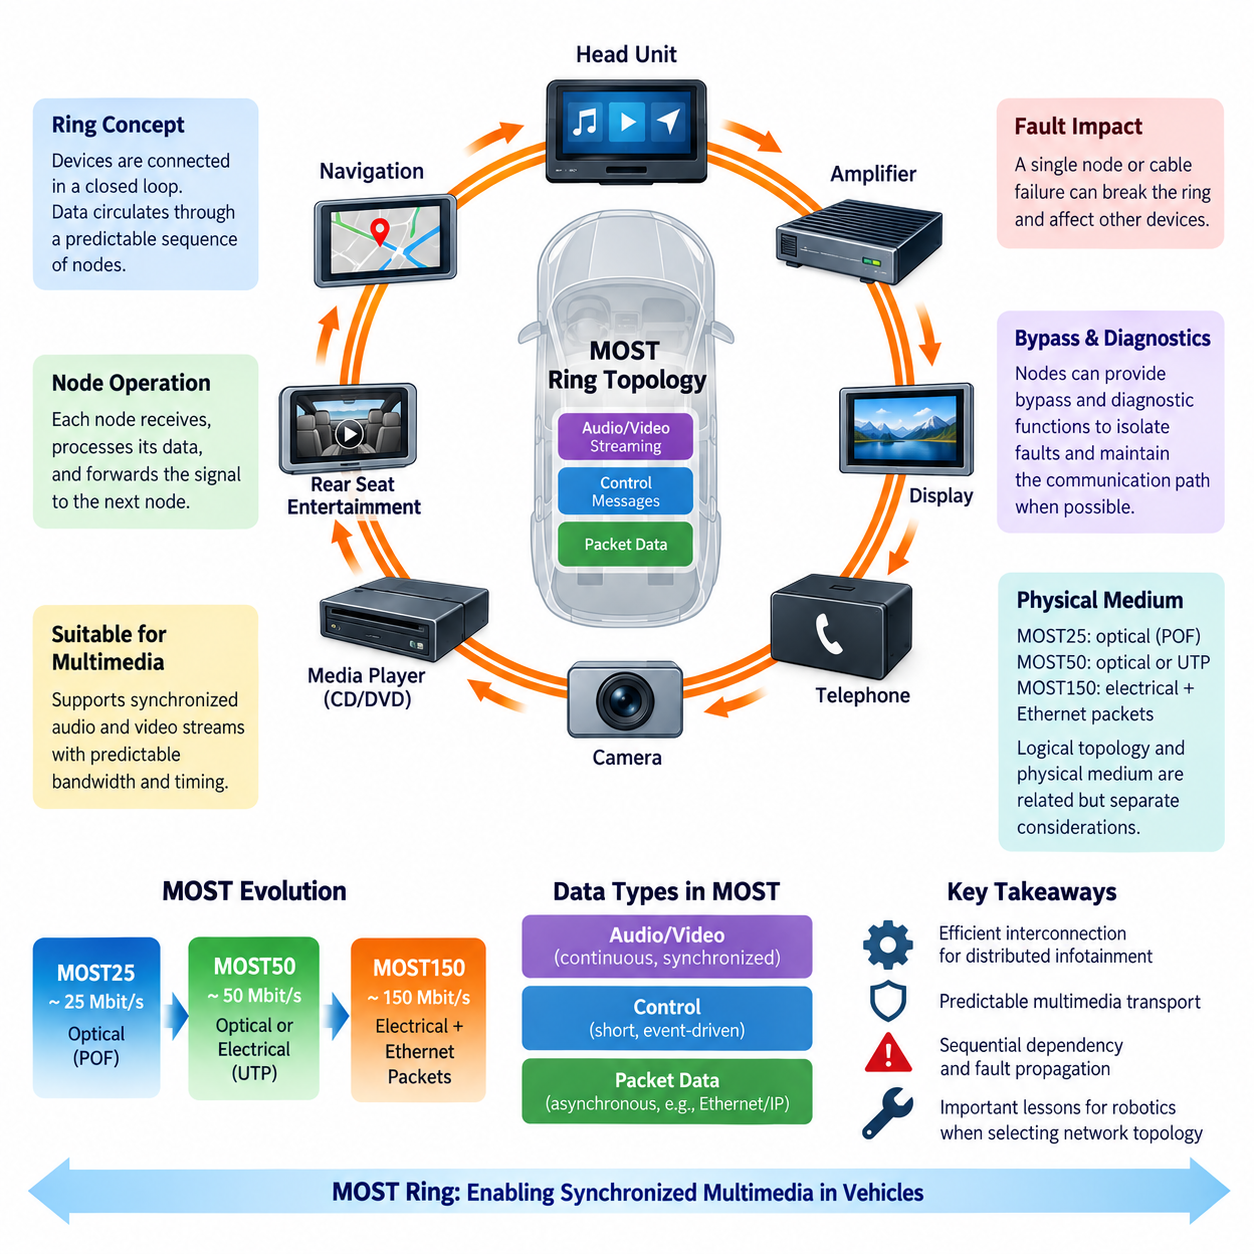 Head Unit
Navigation
Amplifier
Ring Concept
Devices are connected
in a closed loop.
Data circulates through
a predictable sequence
of nodes.
Fault Impact
A single node or cable
failure can break the ring
and affect other devices.
MOST
Ring Topology
Audio/Video
Streaming
Control
Messages
Packet Data
Node Operation
Each node receives,
processes its data,
and forwards the signal
to the next node.
Rear Seat
Entertainment
Display
Bypass & Diagnostics
Nodes can provide
bypass and diagnostic
functions to isolate
faults and maintain
the communication path
when possible.
Suitable for
Multimedia
Supports synchronized
audio and video streams
with predictable
bandwidth and timing.
Media Player
(CD/DVD)
Camera
Telephone
Physical Medium
MOST25: optical (POF)
MOST50: optical or UTP
MOST150: electrical +
Ethernet packets
Logical topology and
physical medium are
related but separate
considerations.
MOST Evolution
MOST25
~ 25 Mbit/s
Optical
(POF)
MOST50
~ 50 Mbit/s
Optical or
Electrical
(UTP)
MOST150
~ 150 Mbit/s
Electrical +
Ethernet
Packets
Data Types in MOST
Audio/Video
(continuous, synchronized)
Control
(short, event-driven)
Packet Data
(asynchronous, e.g., Ethernet/IP)
Key Takeaways
Efficient interconnection
for distributed infotainment
Predictable multimedia transport
Sequential dependency
and fault propagation
Important lessons for robotics
when selecting network topology
MOST Ring: Enabling Synchronized Multimedia in Vehicles